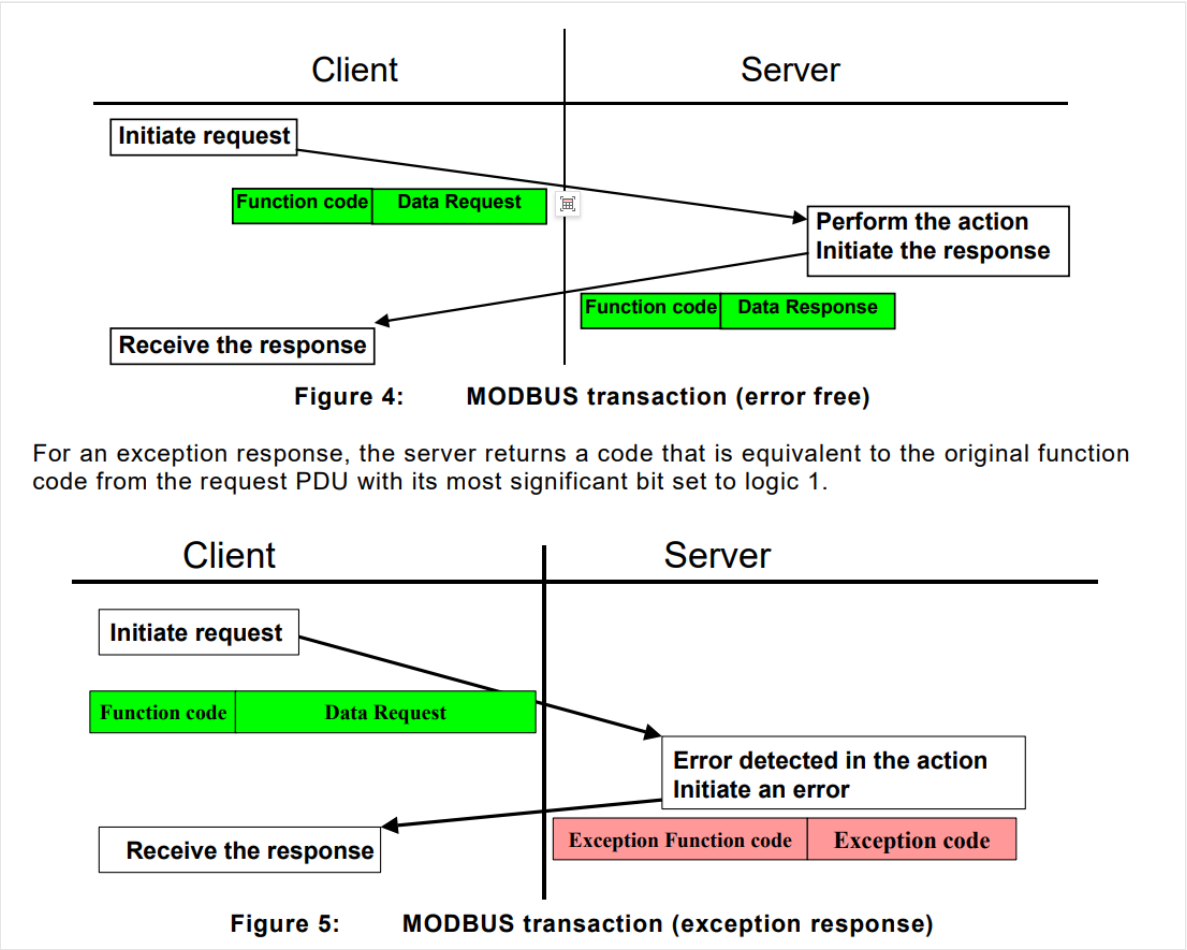 Client Server
Initiate request
Function code Data Request
Perform the action
Initiate the response
Function code Data Response
Receive the response
Figure 4: MODBUS transaction (error free)
For an exception response, the server returns a code that is equivalent to the original function
code from the request PDU with its most significant bit set to logic 1.
Client Server
Initiate request
Function code Data Request
Error detected in the action
Initiate an error
Exception Function code Exception code
Receive the response
Figure 5: MODBUS transaction (exception response)